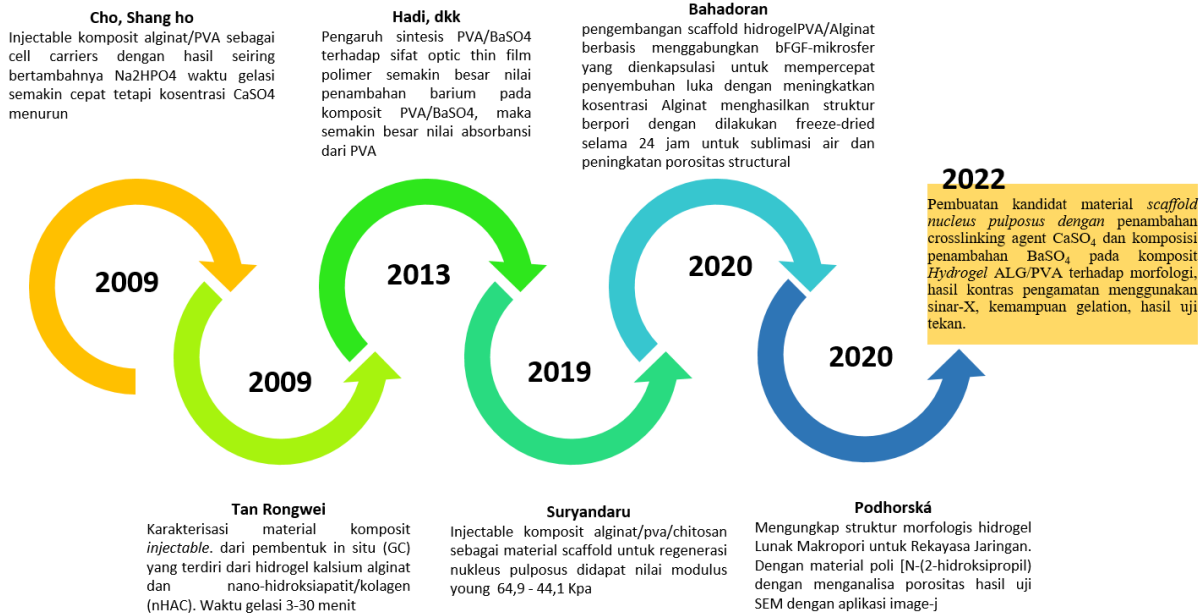 Cho, Shang ho
Injectable komposit alginat/PVA sebagai
cell carriers dengan hasil seiring
bertambahnya Na2HPO4 waktu gelasi
semakin cepat tetapi kosentrasi CaSO4
menurun
Hadi, dkk
Pengaruh sintesis PVA/BaSO4
terhadap sifat optic thin film
polimer semakin besar nilai
penambahan barium pada
komposit PVA/BaSO4, maka
semakin besar nilai absorbansi
dari PVA
Bahadoran
pengembangan scaffold hidrogelPVA/Alginat
berbasis menggabungkan bFGF-mikrosfer
yang dienkapsulasi untuk mempercepat
penyembuhan luka dengan meningkatkan
kosentrasi Alginat menghasilkan struktur
berpori dengan dilakukan freeze-dried
selama 24 jam untuk sublimasi air dan
peningkatan porositas structural
2022
Pembuatan kandidat material scaffold
nucleus pulposus dengan penambahan
crosslinking agent CaSO₄ dan komposisi
penambahan BaSO₄ pada komposit
Hydrogel ALG/PVA terhadap morfologi,
hasil kontras pengamatan menggunakan
sinar-X, kemampuan gelation, hasil uji
tekan.
2009
2013
2020
2009
2019
2020
Tan Rongwei
Karakterisasi material komposit
injectable. dari pembentuk in situ (GC)
yang terdiri dari hidrogel kalsium alginat
dan nano-hidroksiapatit/kolagen
(nHAC). Waktu gelasi 3-30 menit
Suryandaru
Injectable komposit alginat/pva/chitosan
sebagai material scaffold untuk regenerasi
nukleus pulposus didapat nilai modulus
young 64,9 - 44,1 Kpa
Podhorská
Mengungkap struktur morfologis hidrogel
Lunak Makropori untuk Rekayasa Jaringan.
Dengan material poli [N-(2-hidroksipropil)
dengan menganalisa porositas hasil uji
SEM dengan aplikasi image-j